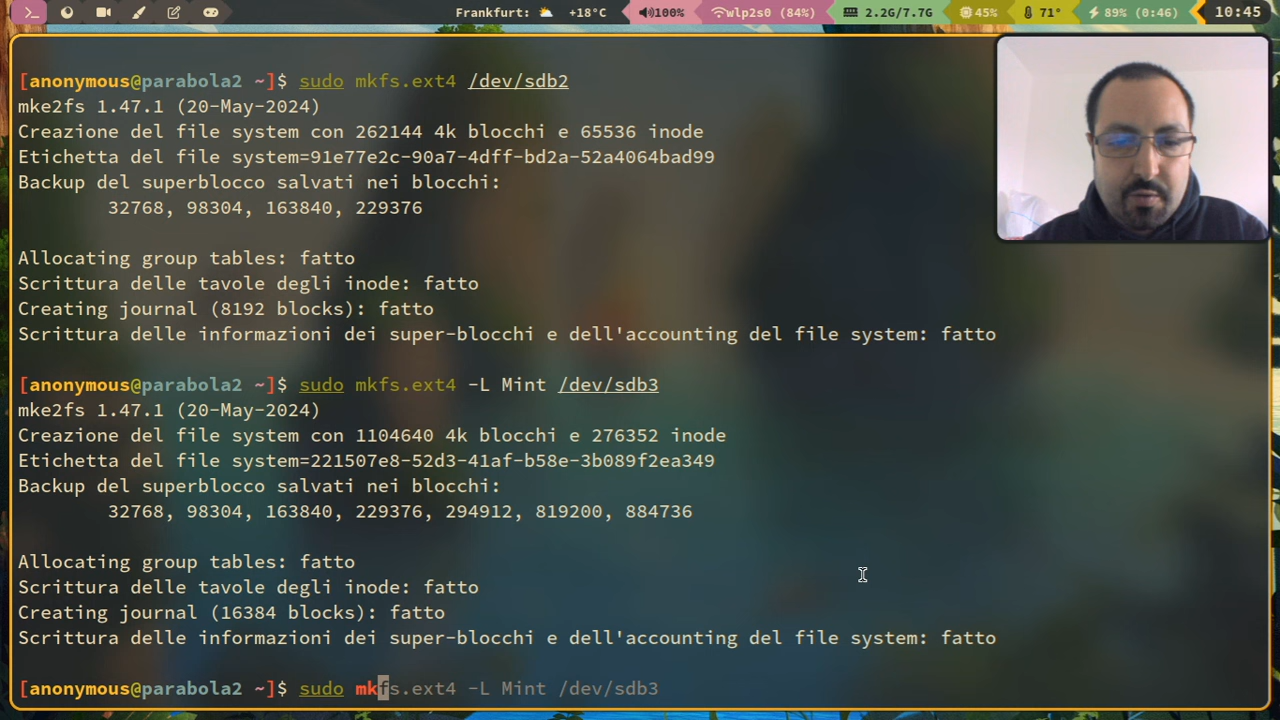 Frankfurt: +18°C 100% wlp2s0 (84%) 2.2G/7.7G 45% 71° 89% (0:46) 10:45
[anonymous@parabola2 ~]$ sudo mkfs.ext4 /dev/sdb2
mke2fs 1.47.1 (20-May-2024)
Creazione del file system con 262144 4k blocchi e 65536 inode
Etichetta del file system=91e77e2c-90a7-4dff-bd2a-52a4064bad99
Backup del superblocco salvati nei blocchi:
32768, 98304, 163840, 229376
Allocating group tables: fatto
Scrittura delle tavole degli inode: fatto
Creating journal (8192 blocks): fatto
Scrittura delle informazioni dei super-blocchi e dell'accounting del file system: fatto
[anonymous@parabola2 ~]$ sudo mkfs.ext4 -L Mint /dev/sdb3
mke2fs 1.47.1 (20-May-2024)
Creazione del file system con 1104640 4k blocchi e 276352 inode
Etichetta del file system=221507e8-52d3-41af-b58e-3b089f2ea349
Backup del superblocco salvati nei blocchi:
32768, 98304, 163840, 229376, 294912, 819200, 884736
Allocating group tables: fatto
Scrittura delle tavole degli inode: fatto
Creating journal (16384 blocks): fatto
Scrittura delle informazioni dei super-blocchi e dell'accounting del file system: fatto
[anonymous@parabola2 ~]$ sudo mkfs.ext4 -L Mint /dev/sdb3